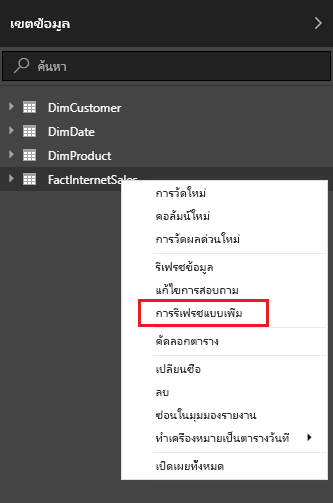 เขตข้อมูล
ค้นหา
DimCustomer
DimDate
DimProduct
FactInternetSales
การวัดใหม่
คอลัมน์ใหม่
การวัดผลด่วนใหม่
รีเฟรชข้อมูล
แก้ไขการสอบถาม
การรีเฟรชแบบเพิ่ม
คัดลอกตาราง
เปลี่ยนชื่อ
ลบ
ซ่อนในมุมมองรายงาน
ทำเครื่องหมายเป็นตารางวันที่
เปิดเผยทั้งหมด